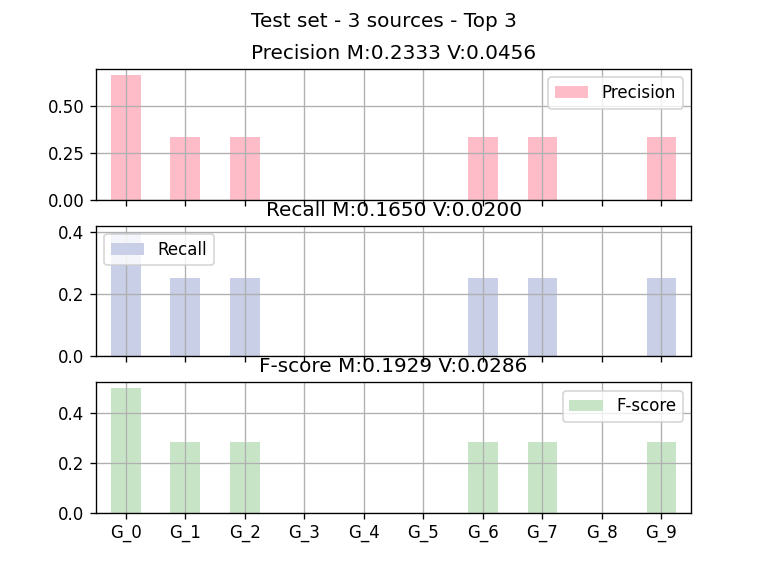 Test set - 3 sources - Top 3
Precision M:0.2333 V:0.0456
0.50
0.25
0.00
Precision
Recall M:0.1650 V:0.0200
0.4
0.2
0.0
Recall
F-score M:0.1929 V:0.0286
0.4
0.2
0.0
F-score
G_0 G_1 G_2 G_3 G_4 G_5 G_6 G_7 G_8 G_9